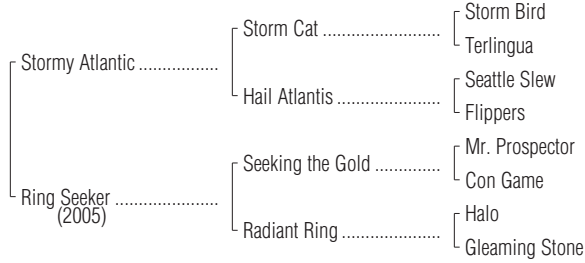 Storm Bird
Storm Cat ......................
Terlingua
Stormy Atlantic ................
Seattle Slew
Hail Atlantis ...................
Flippers
Mr. Prospector
Seeking the Gold ............
Con Game
Ring Seeker ....................
(2005)
Halo
Radiant Ring ..................
Gleaming Stone